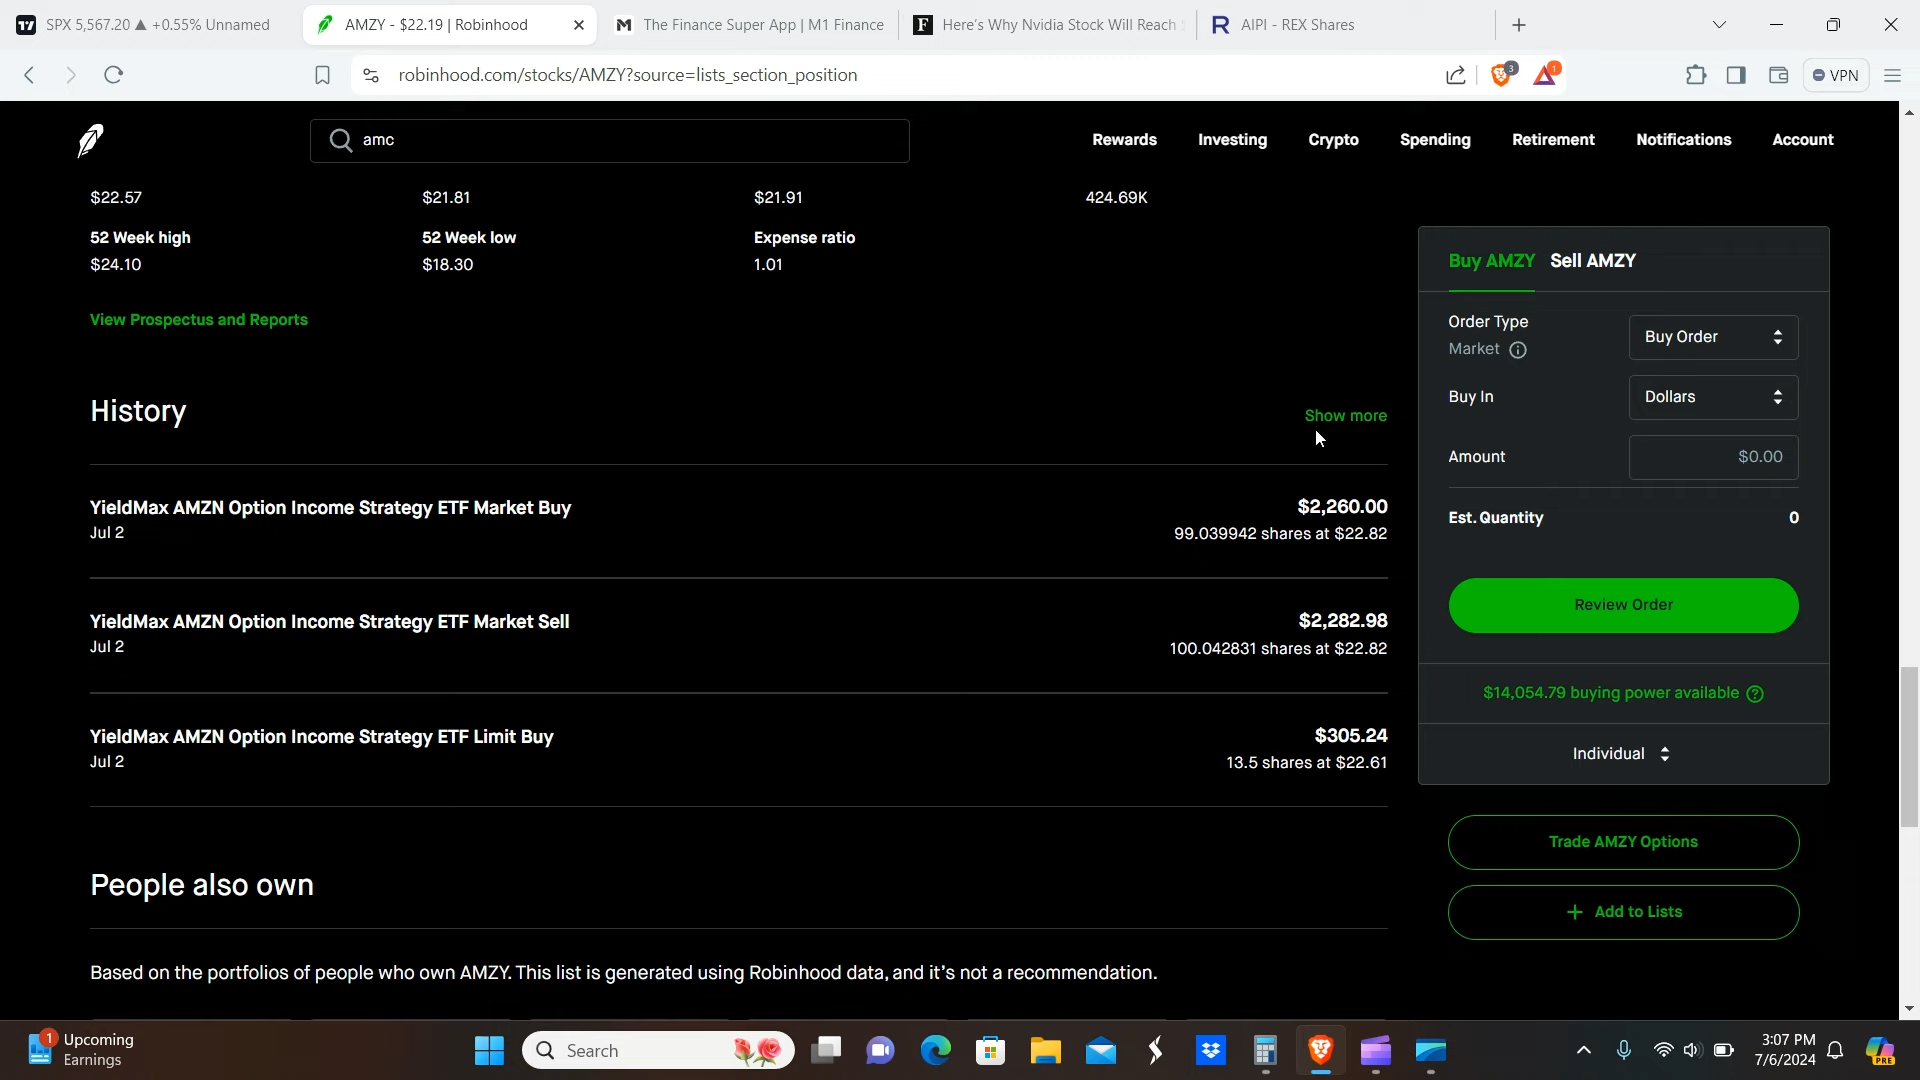 SPX 5,567.20 ▲ +0.55% Unnamed
AMZY - $22.19 | Robinhood
The Finance Super App | M1 Finance
Here's Why Nvidia Stock Will Reach
AIPI - REX Shares
robinhood.com/stocks/AMZY?source=lists_section_position
3
1
VPN
amc
Rewards
Investing
Crypto
Spending
Retirement
Notifications
Account
$22.57
$21.81
$21.91
424.69K
52 Week high
52 Week low
Expense ratio
$24.10
$18.30
1.01
View Prospectus and Reports
History
Show more
YieldMax AMZN Option Income Strategy ETF Market Buy
$2,260.00
Jul 2
99.039942 shares at $22.82
YieldMax AMZN Option Income Strategy ETF Market Sell
$2,282.98
Jul 2
100.042831 shares at $22.82
YieldMax AMZN Option Income Strategy ETF Limit Buy
$305.24
Jul 2
13.5 shares at $22.61
People also own
Based on the portfolios of people who own AMZY. This list is generated using Robinhood data, and it's not a recommendation.
Buy AMZY
Sell AMZY
Order Type
Market
Buy Order
Buy In
Dollars
Amount
$0.00
Est. Quantity
0
Review Order
$14,054.79 buying power available
Individual
Trade AMZY Options
+ Add to Lists
1
Upcoming
Earnings
Search
3:07 PM
7/6/2024
PRE